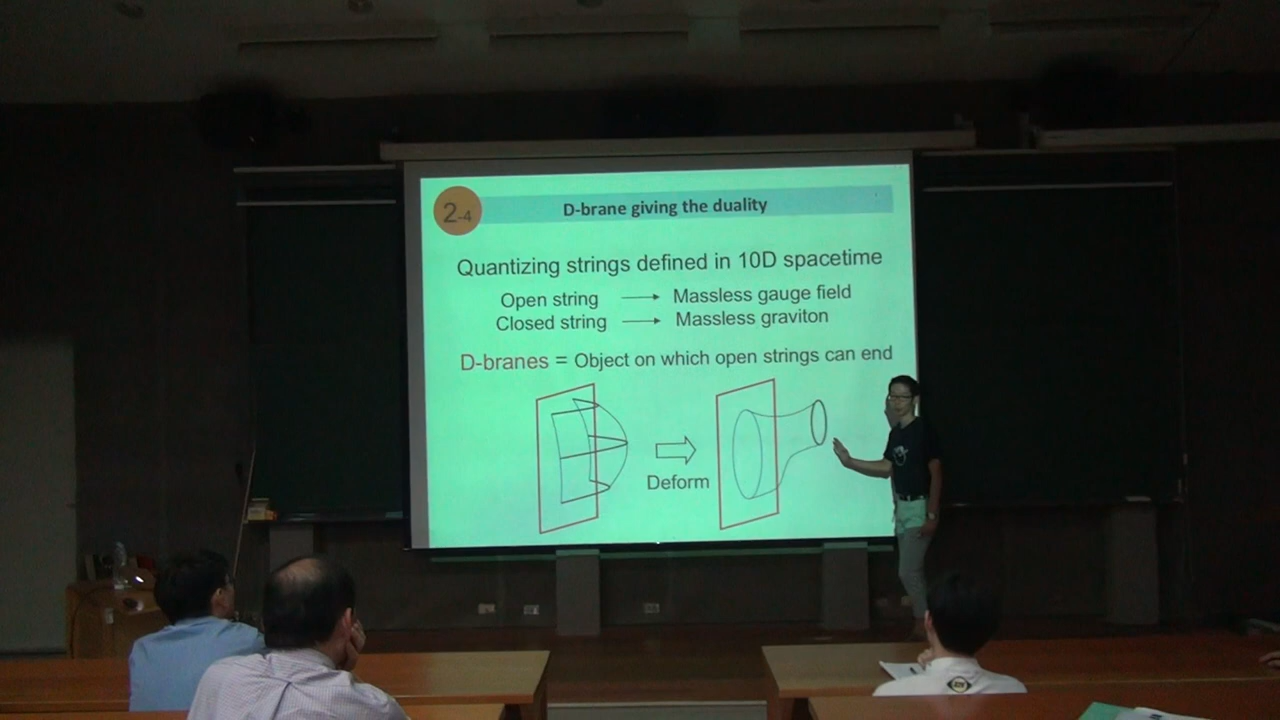 2-4
D-brane giving the duality
Quantizing strings defined in 10D spacetime
Open string → Massless gauge field
Closed string → Massless graviton
D-branes = Object on which open strings can end
Deform